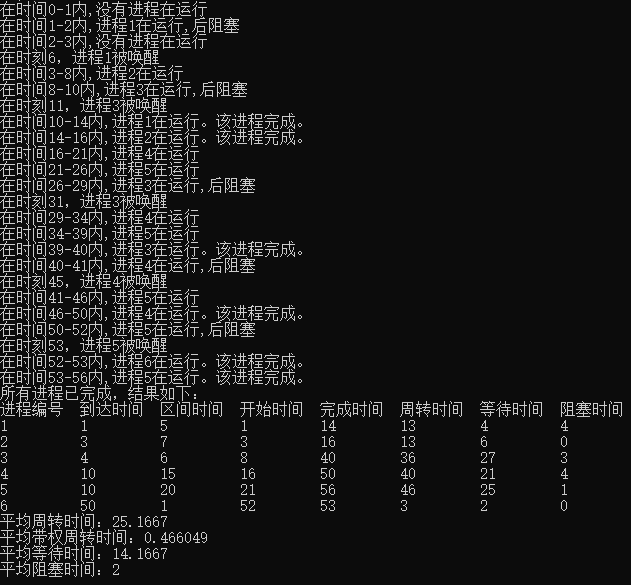 在时间0-1内,没有进程在运行
在时间1-2内,进程1在运行,后阻塞
在时间2-3内,没有进程在运行
在时刻6, 进程1被唤醒
在时间3-8内,进程2在运行
在时间8-10内,进程3在运行,后阻塞
在时刻11, 进程3被唤醒
在时间10-14内,进程1在运行。该进程完成。
在时间14-16内,进程2在运行。该进程完成。
在时间16-21内,进程4在运行
在时间21-26内,进程5在运行
在时间26-29内,进程3在运行,后阻塞
在时刻31, 进程3被唤醒
在时间29-34内,进程4在运行
在时间34-39内,进程5在运行
在时间39-40内,进程3在运行。该进程完成。
在时间40-41内,进程4在运行,后阻塞
在时刻45, 进程4被唤醒
在时间41-46内,进程5在运行
在时间46-50内,进程4在运行。该进程完成。
在时间50-52内,进程5在运行,后阻塞
在时刻53, 进程5被唤醒
在时间52-53内,进程6在运行。该进程完成。
在时间53-56内,进程5在运行。该进程完成。
所有进程已完成, 结果如下:
进程编号 到达时间 区间时间 开始时间 完成时间 周转时间 等待时间 阻塞时间
1 1 5 1 14 13 4 4
2 3 7 3 16 13 6 0
3 4 6 8 40 36 27 3
4 10 15 16 50 40 21 4
5 10 20 21 56 46 25 1
6 50 1 52 53 3 2 0
平均周转时间: 25.1667
平均带权周转时间: 0.466049
平均等待时间: 14.1667
平均阻塞时间: 2